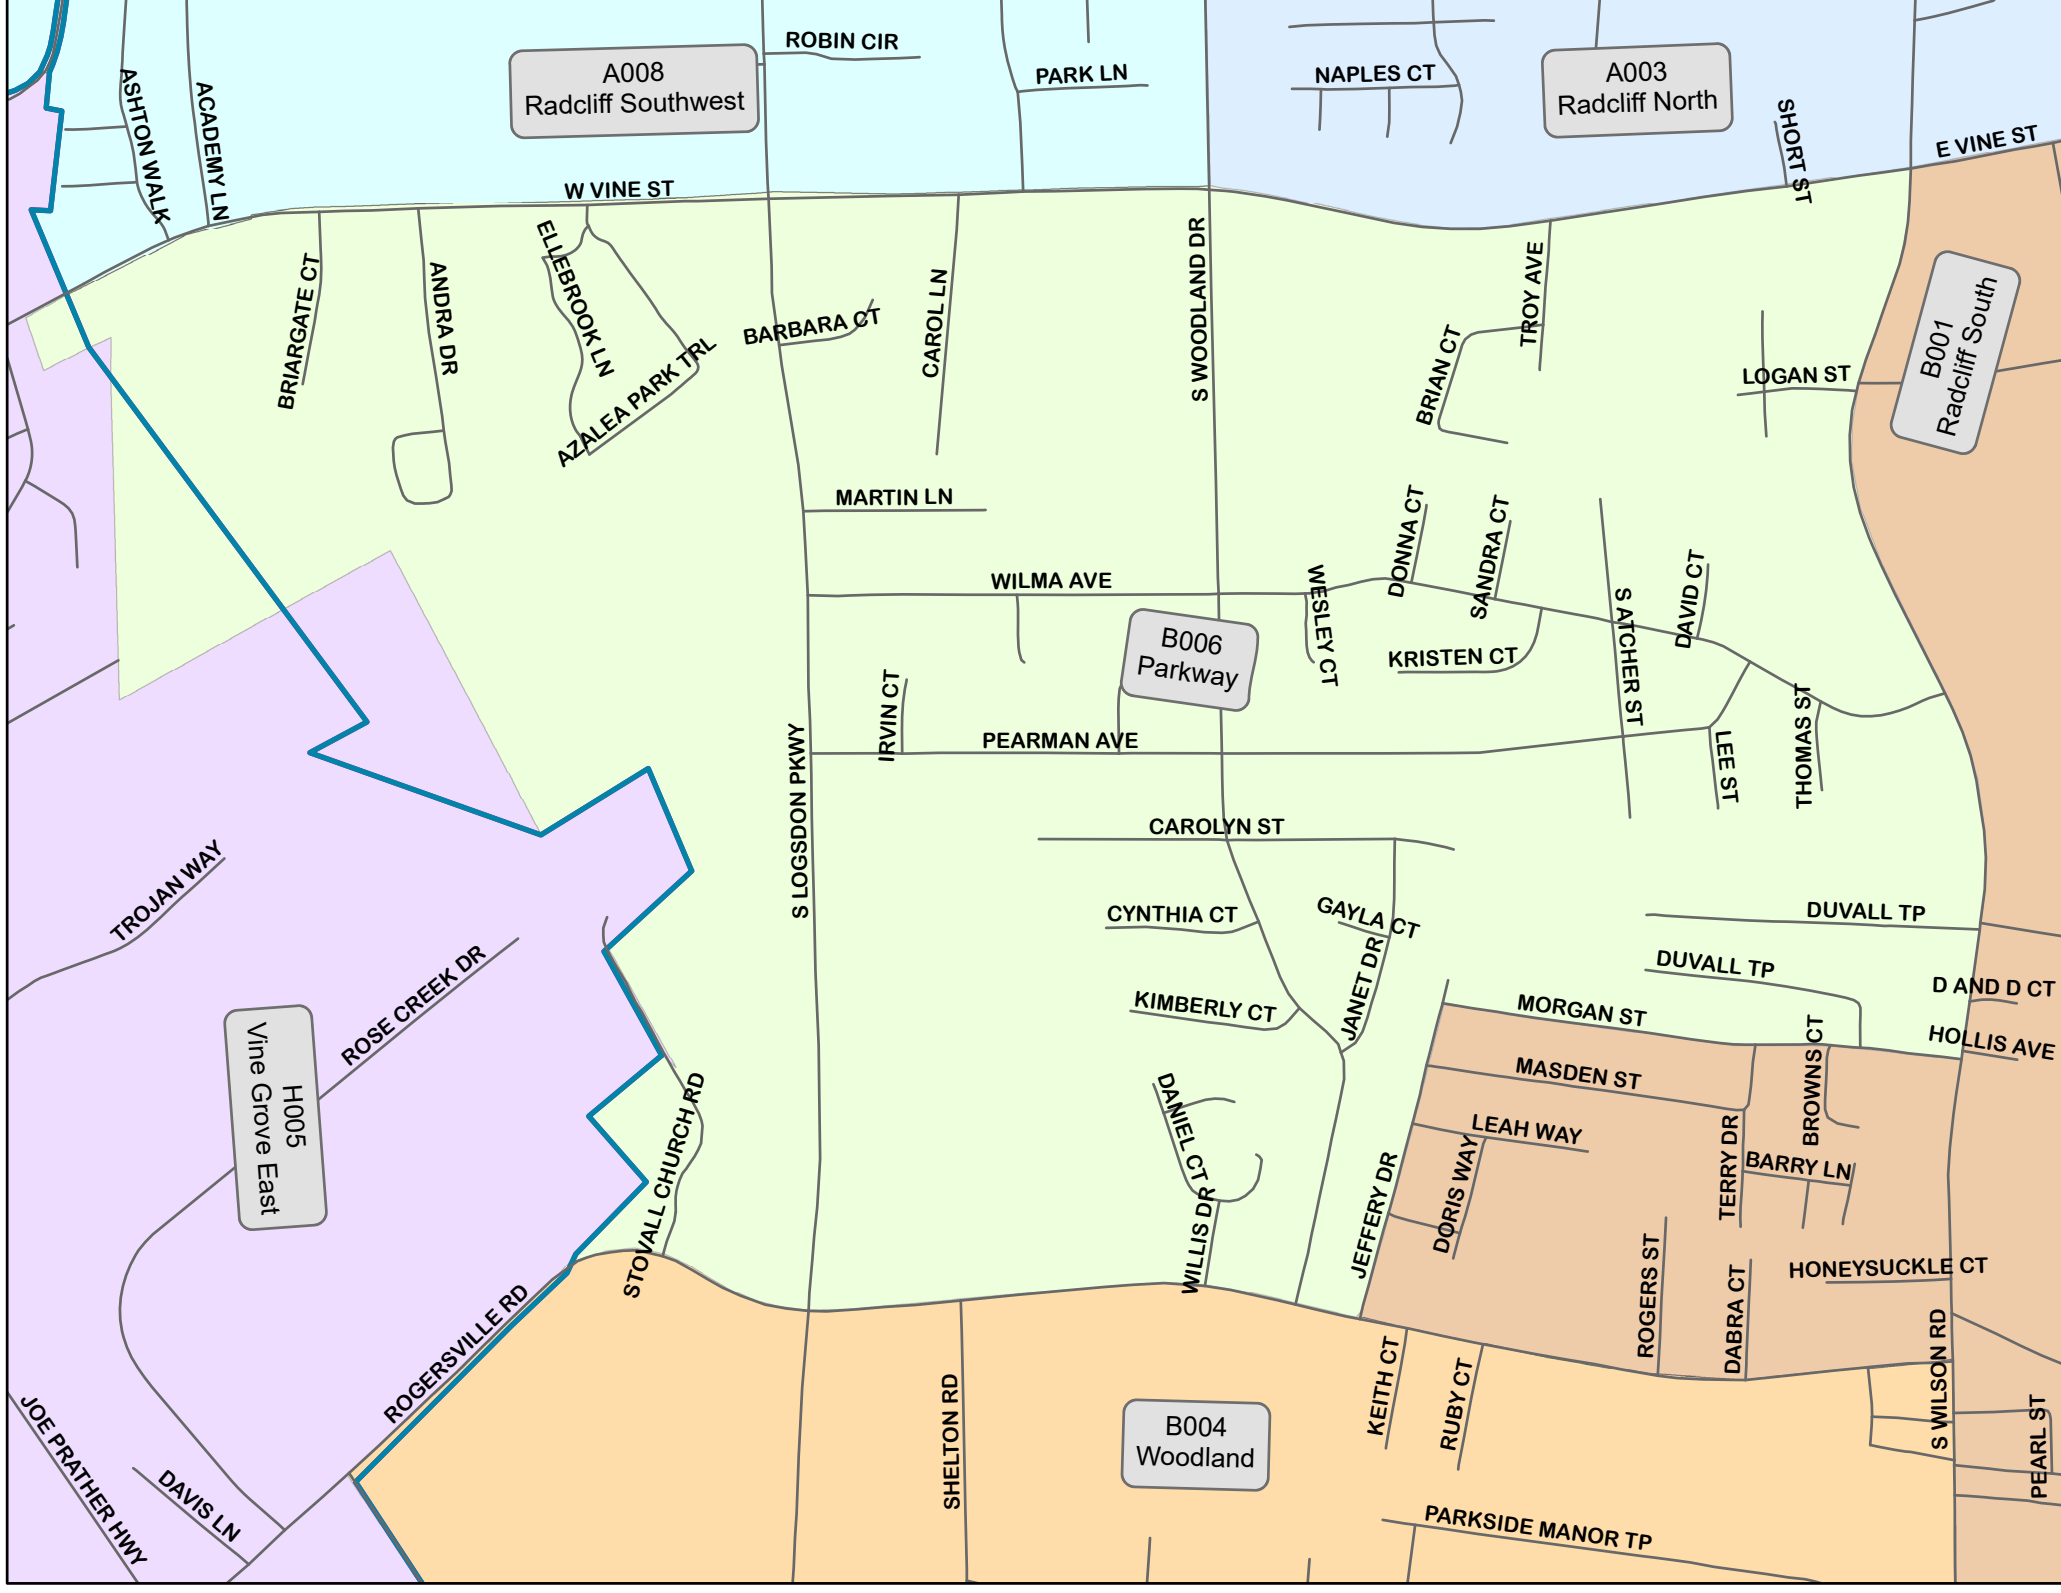 ROBIN CIR
A008
Radcliff Southwest
PARK LN
NAPLES CT
A003
Radcliff North
SHORT ST
E VINE ST
ASHTON WALK
ACADEMY LN
W VINE ST
BRIARGATE CT
ANDRA DR
ELLEBROOK LN
AZALEA PARK TRL
BARBARA CT
CAROL LN
S WOODLAND DR
TROY AVE
BRIAN CT
LOGAN ST
B001
Radcliff South
MARTIN LN
DONNA CT
SANDRA CT
WILMA AVE
WESLEY CT
KRISTEN CT
S ATCHER ST
DAVID CT
B006
Parkway
IRVIN CT
PEARMAN AVE
LEE ST
THOMAS ST
S LOGSDON PKWY
CAROLYN ST
TROJAN WAY
CYNTHIA CT
GAYLA CT
DUVALL TP
ROSE CREEK DR
JANET DR
DUVALL TP
D AND D CT
KIMBERLY CT
MORGAN ST
HOLLIS AVE
H005
Vine Grove East
MASDEN ST
BROWNS CT
STOVALL CHURCH RD
DANIEL CT
LEAH WAY
TERRY DR
BARRY LN
DORIS WAY
JEFFERY DR
WILLIS DR
ROGERS ST
DABRA CT
HONEYSUCKLE CT
ROGERSVILLE RD
S WILSON RD
KEITH CT
RUBY CT
SHELTON RD
B004
Woodland
PEARL ST
JOE PRATHER HWY
DAVIS LN
PARKSIDE MANOR TP